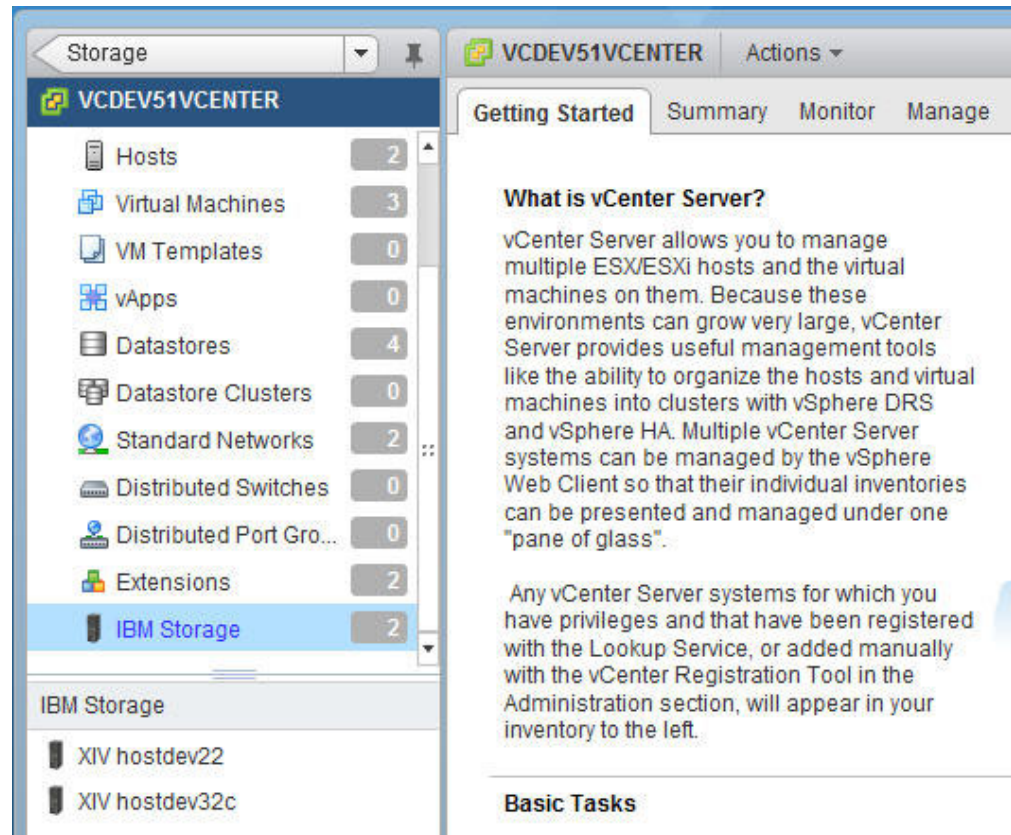 Storage
VCDEV51VCENTER
Hosts 2
Virtual Machines 3
VM Templates 0
vApps 0
Datastores 4
Datastore Clusters 0
Standard Networks 2
Distributed Switches 0
Distributed Port Gro... 0
Extensions 2
IBM Storage 2
IBM Storage
XIV hostdev22
XIV hostdev32c
VCDEV51VCENTER Actions
Getting Started Summary Monitor Manage
What is vCenter Server?
vCenter Server allows you to manage
multiple ESX/ESXi hosts and the virtual
machines on them. Because these
environments can grow very large, vCenter
Server provides useful management tools
like the ability to organize the hosts and virtual
machines into clusters with vSphere DRS
and vSphere HA. Multiple vCenter Server
systems can be managed by the vSphere
Web Client so that their individual inventories
can be presented and managed under one
"pane of glass".
Any vCenter Server systems for which you
have privileges and that have been registered
with the Lookup Service, or added manually
with the vCenter Registration Tool in the
Administration section, will appear in your
inventory to the left.
Basic Tasks